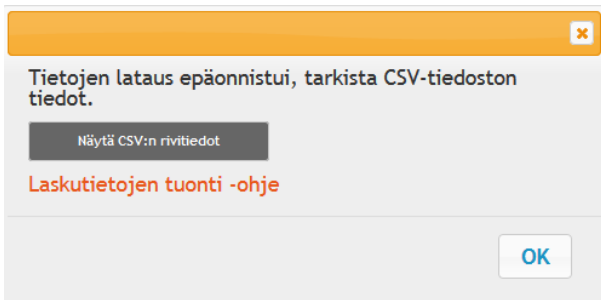 Tietojen lataus epäonnistui, tarkista CSV-tiedoston
tiedot.
Näytä CSV:n rivitiedot
Laskutietojen tuonti -ohje
OK